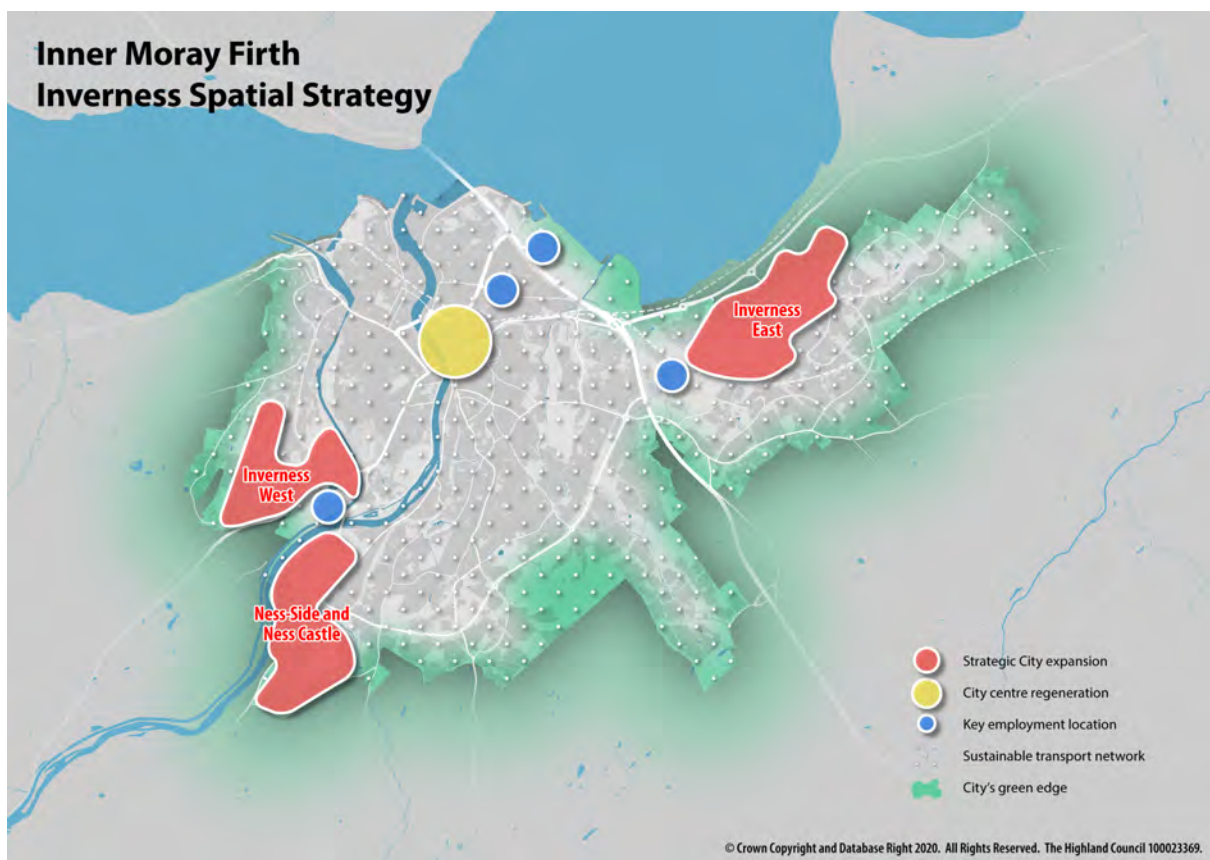 Inner Moray Firth
Inverness Spatial Strategy
Inverness
East
Inverness
West
Ness-Side and
Ness Castle
Strategic City expansion
City centre regeneration
Key employment location
Sustainable transport network
City's green edge
© Crown Copyright and Database Right 2020. All Rights Reserved. The Highland Council 100023369.